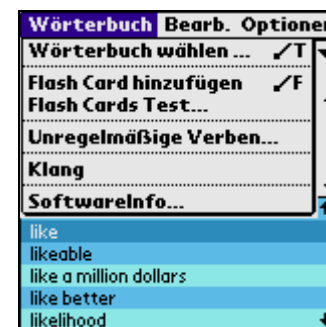 Wörterbuch Bearb. Optionen
Wörterbuch wählen ... ✓T
Flash Card hinzufügen ✓F
Flash Cards Test...
Unregelmäßige Verben...
Klang
SoftwareInfo...
like
likeable
like a million dollars
like better
likelihood